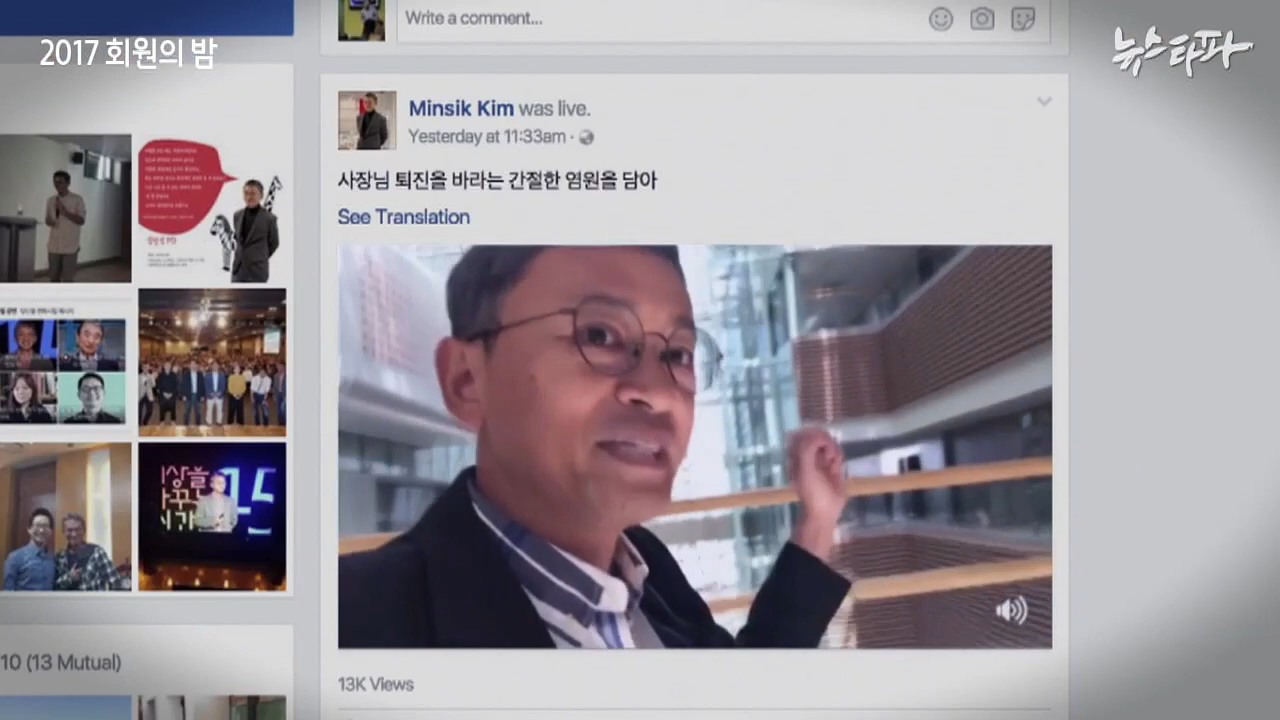 Write a comment...
2017 회원의 밤
뉴스타파
Minsik Kim was live.
Yesterday at 11:33am ·
사장님 퇴진을 바라는 간절한 염원을 담아
See Translation
13K Views
10 (13 Mutual)